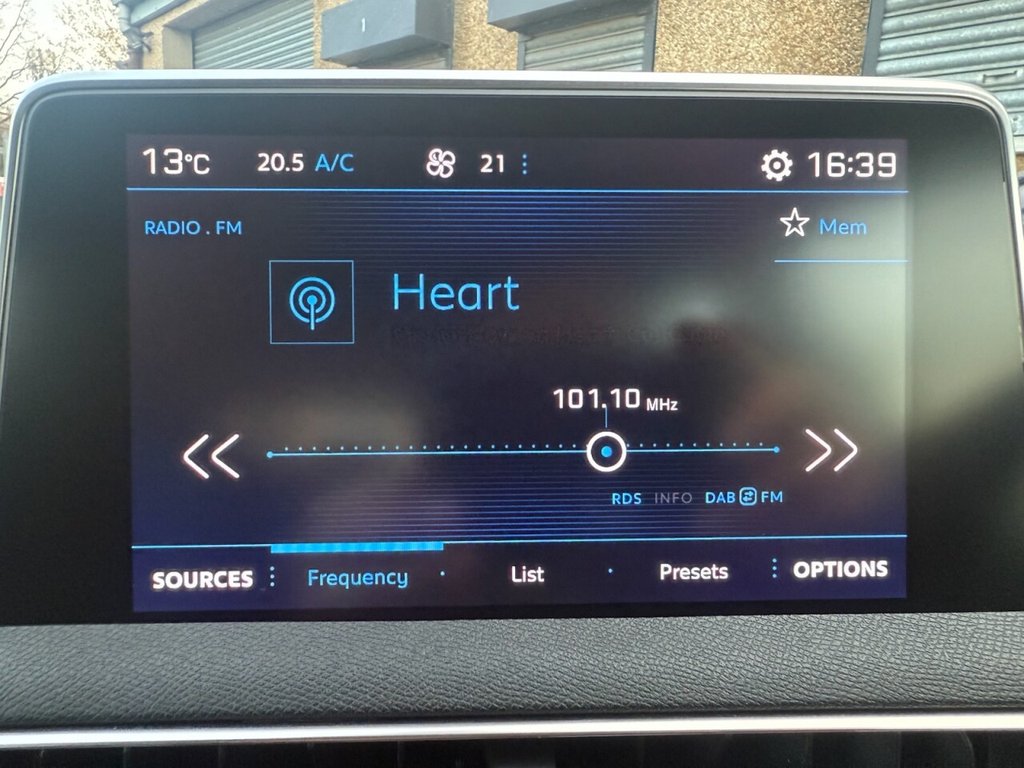 13°C 20.5 A/C 21 16:39
RADIO . FM Mem
Heart
101.10 MHz
RDS INFO DAB FM
SOURCES Frequency List Presets OPTIONS